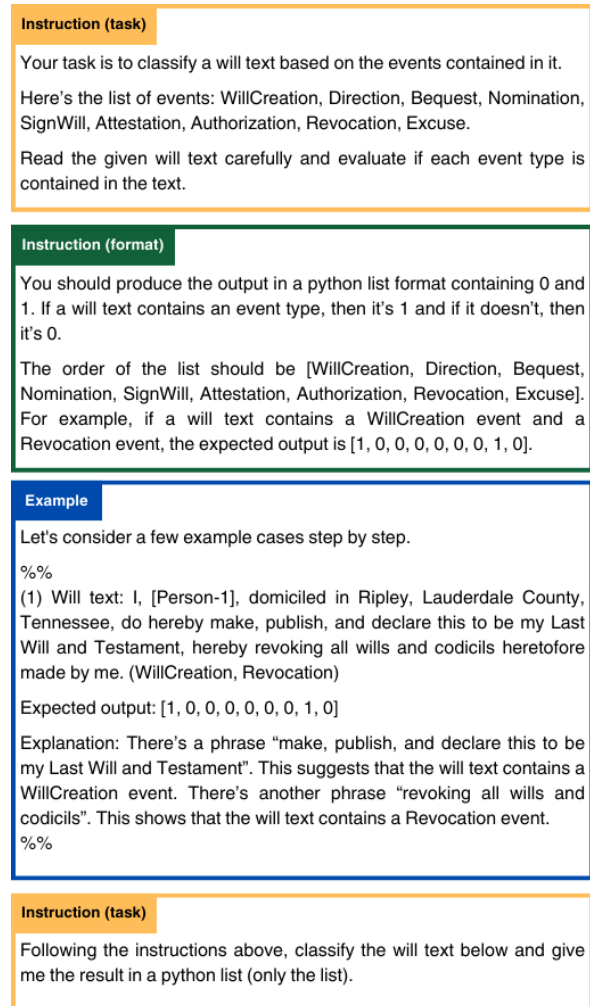 Instruction (task)
Your task is to classify a will text based on the events contained in it.
Here's the list of events: WillCreation, Direction, Bequest, Nomination,
SignWill, Attestation, Authorization, Revocation, Excuse.
Read the given will text carefully and evaluate if each event type is
contained in the text.
Instruction (format)
You should produce the output in a python list format containing 0 and
1. If a will text contains an event type, then it's 1 and if it doesn't, then
it's 0.
The order of the list should be [WillCreation, Direction, Bequest,
Nomination, SignWill, Attestation, Authorization, Revocation, Excuse].
For example, if a will text contains a WillCreation event and a
Revocation event, the expected output is [1, 0, 0, 0, 0, 0, 0, 1, 0].
Example
Let's consider a few example cases step by step.
%%
(1) Will text: I, [Person-1], domiciled in Ripley, Lauderdale County,
Tennessee, do hereby make, publish, and declare this to be my Last
Will and Testament, hereby revoking all wills and codicils heretofore
made by me. (WillCreation, Revocation)
Expected output: [1, 0, 0, 0, 0, 0, 0, 1, 0]
Explanation: There's a phrase “make, publish, and declare this to be
my Last Will and Testament”. This suggests that the will text contains a
WillCreation event. There's another phrase “revoking all wills and
codicils”. This shows that the will text contains a Revocation event.
%%
Instruction (task)
Following the instructions above, classify the will text below and give
me the result in a python list (only the list).